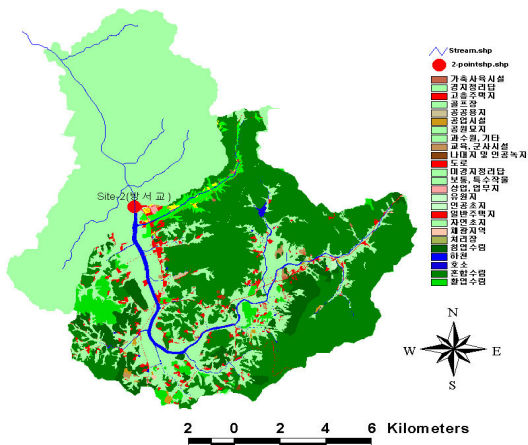 Stream.shp
2-pointshp.shp
가축사육시설
경지정리답
고층주택지
골프장
공공용지
공업시설
공원묘지
과수원, 기타
교육, 군사시설
나대지 및 인공녹지
도로
미경지정리답
보통, 특수작물
상업, 업무지
유원지
인공초지
일반주택지
자연초지
채광지역
처리장
침엽수림
하천
호소
혼합수림
활엽수림
Site-2(방서교)
N
W E
S
2 0 2 4 6 Kilometers